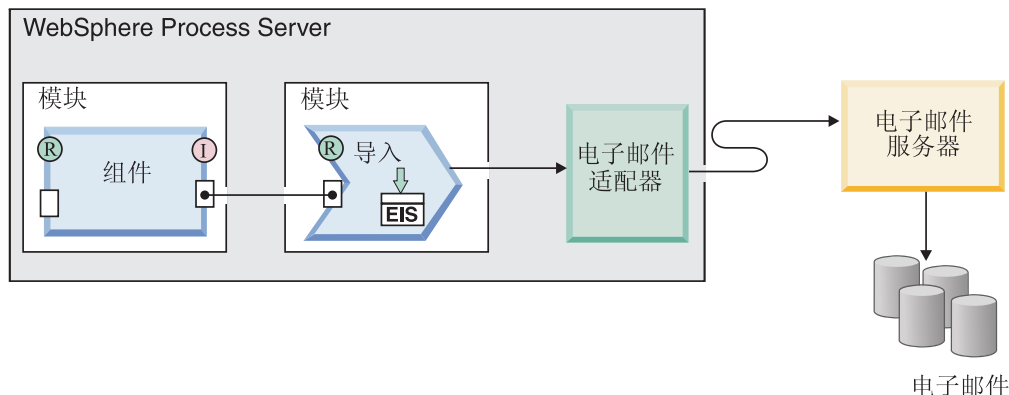 WebSphere Process Server
模块
R
I
组件
模块
R
导入
EIS
电子邮件
适配器
电子邮件
服务器
电子邮件